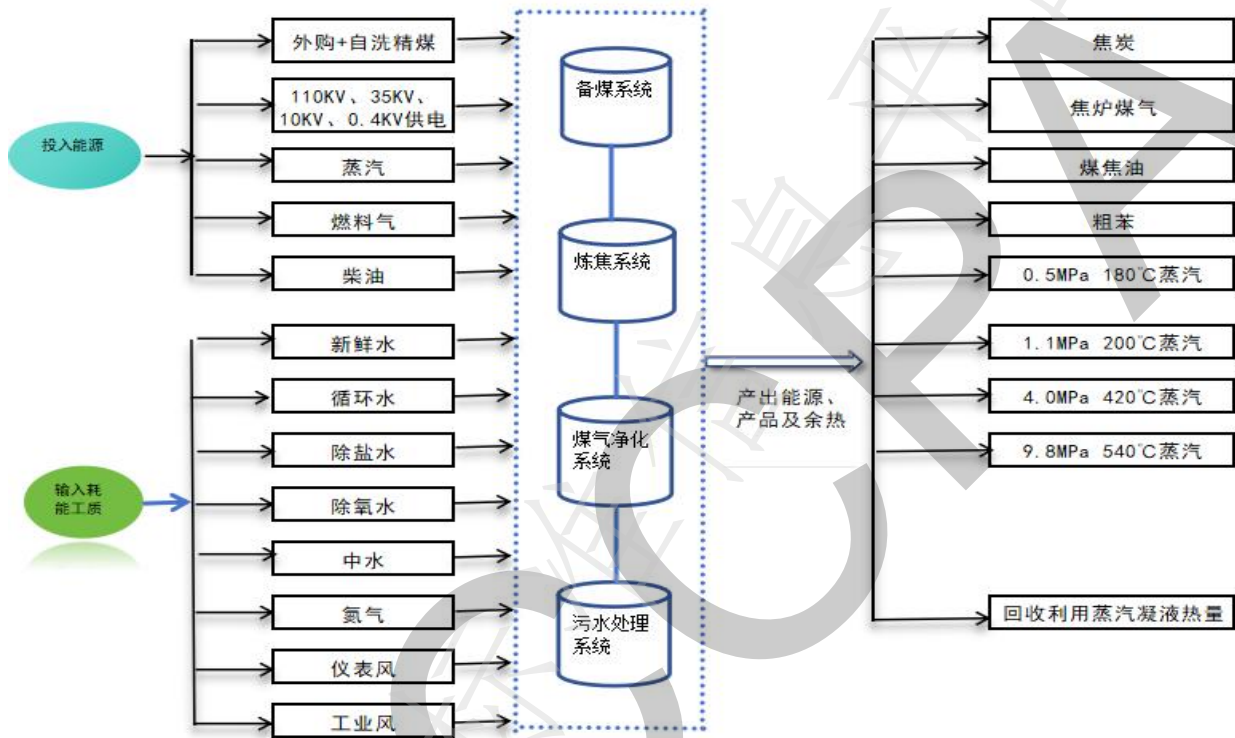 投入能源
外购+自洗精煤
110KV、35KV、
10KV、0.4KV供电
蒸汽
燃料气
柴油
输入耗
能工质
新鲜水
循环水
除盐水
除氧水
中水
氮气
仪表风
工业风
备煤系统
炼焦系统
煤气净化
系统
污水处理
系统
产出能源、
产品及余热
焦炭
焦炉煤气
煤焦油
粗苯
0.5MPa 180℃蒸汽
1.1MPa 200℃蒸汽
4.0MPa 420℃蒸汽
9.8MPa 540℃蒸汽
回收利用蒸汽凝液热量